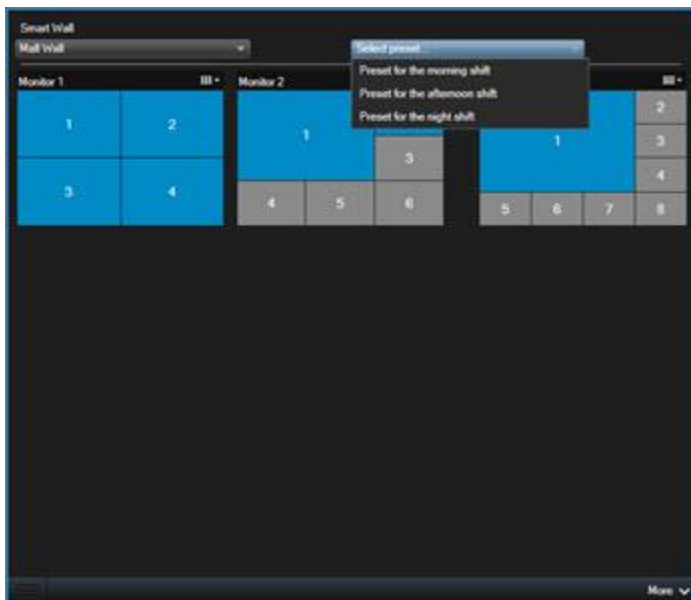 Smart Wall
Mall Wall
Select preset...
Preset for the morning shift
Preset for the afternoon shift
Preset for the night shift
Monitor 1
Monitor 2
1 2
3 4
1
3
4 5 6
1
2
3
4
5 6 7 8
More